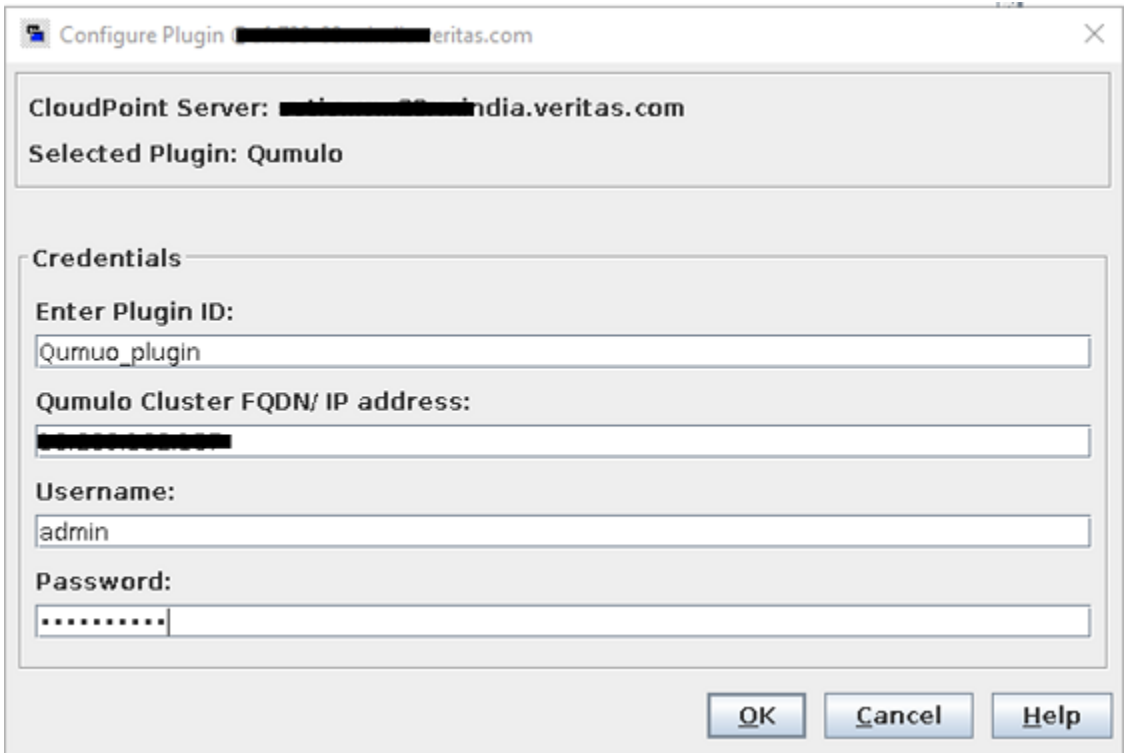 Configure Plugin eritas.com
CloudPoint Server: ndia.veritas.com
Selected Plugin: Qumulo
Credentials
Enter Plugin ID:
Qumuo_plugin
Qumulo Cluster FQDN/ IP address:
Username:
admin
Password:
••••••••••
OK Cancel Help